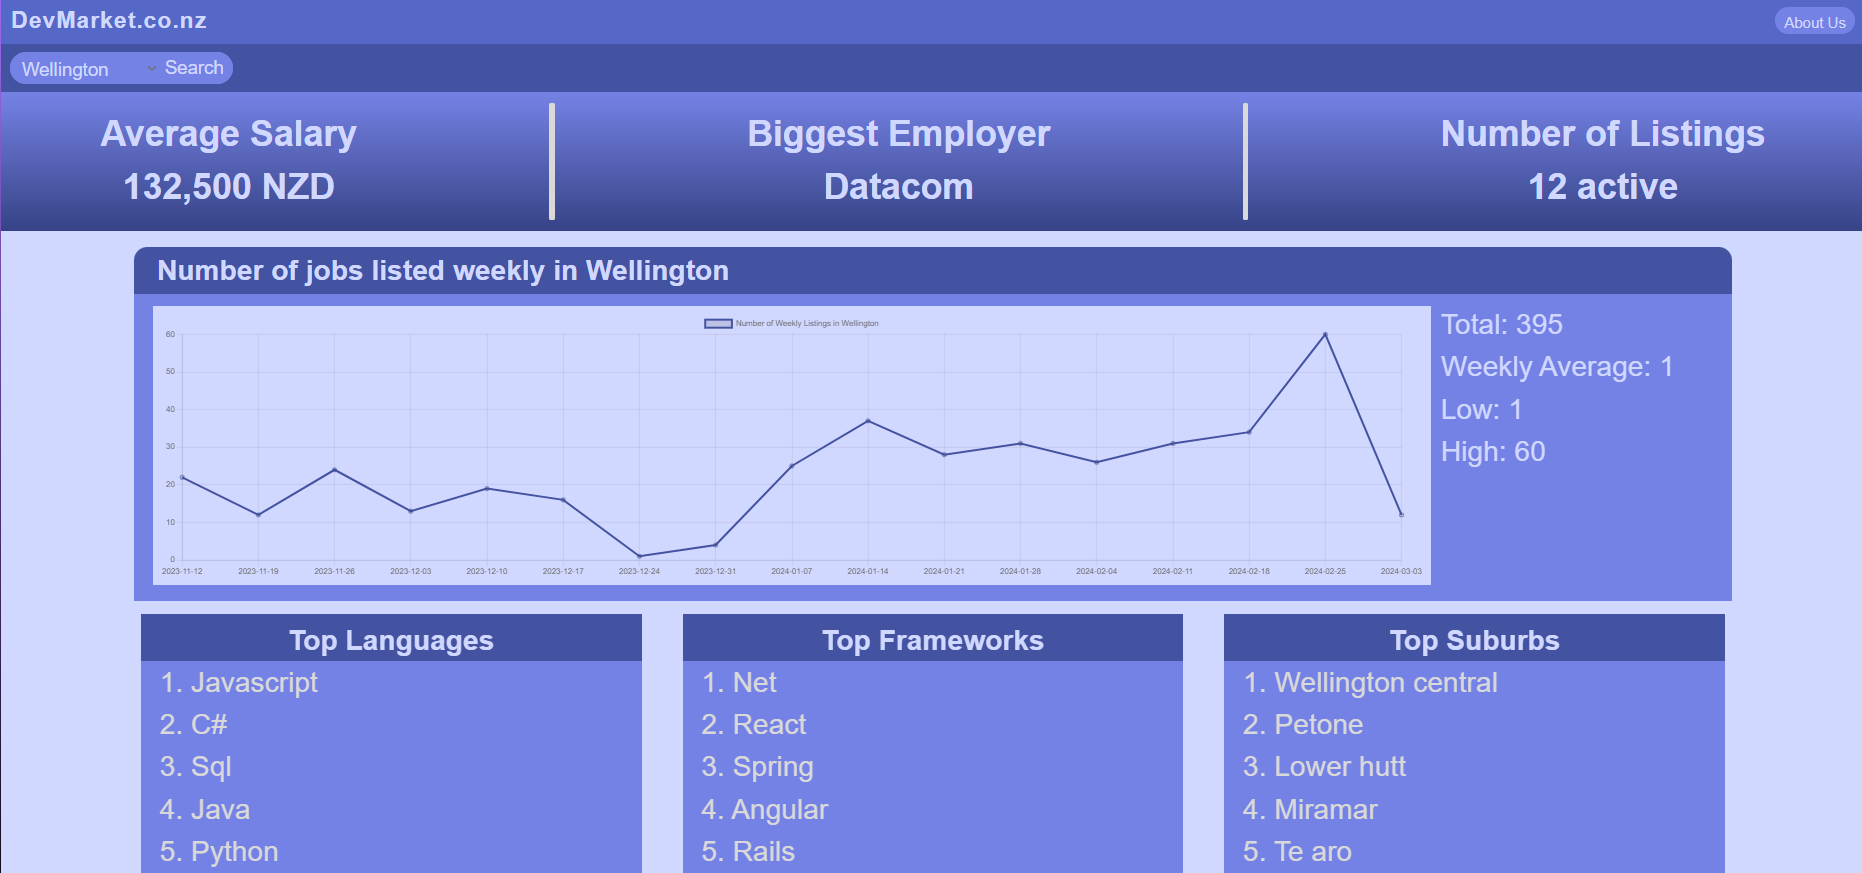 DevMarket.co.nz
About Us
Wellington Search
Average Salary
132,500 NZD
Biggest Employer
Datacom
Number of Listings
12 active
Number of jobs listed weekly in Wellington
Number of Weekly Listings in Wellington
60
50
40
30
20
10
0
2023-11-12 2023-11-19 2023-11-26 2023-12-03 2023-12-10 2023-12-17 2023-12-24 2023-12-31 2024-01-07 2024-01-14 2024-01-21 2024-01-28 2024-02-04 2024-02-11 2024-02-18 2024-02-25 2024-03-03
Total: 395
Weekly Average: 1
Low: 1
High: 60
Top Languages
1. Javascript
2. C#
3. Sql
4. Java
5. Python
Top Frameworks
1. Net
2. React
3. Spring
4. Angular
5. Rails
Top Suburbs
1. Wellington central
2. Petone
3. Lower hutt
4. Miramar
5. Te aro